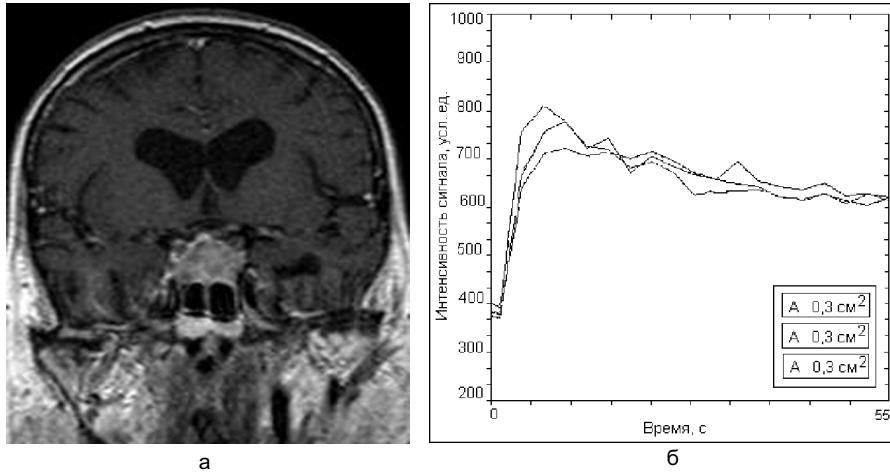 1000
900
800
700
600
500
400
300
200
Интенсивность сигнала, усл. ед.
А 0,3 см2
А 0,3 см2
А 0,3 см2
0
55
Время, с
а
б